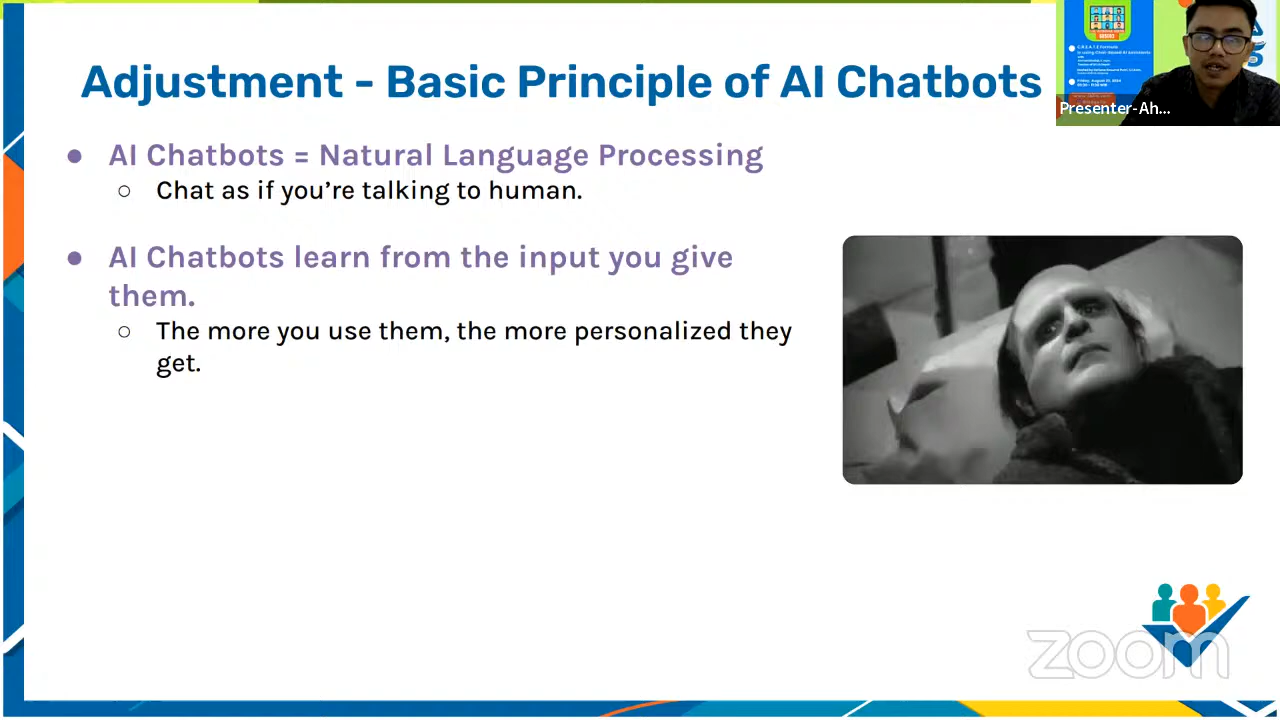 Adjustment - Basic Principle of AI Chatbots
Presenter-Ah...
● AI Chatbots = Natural Language Processing
○ Chat as if you're talking to human.
● AI Chatbots learn from the input you give
them.
○ The more you use them, the more personalized they
get.
zoom